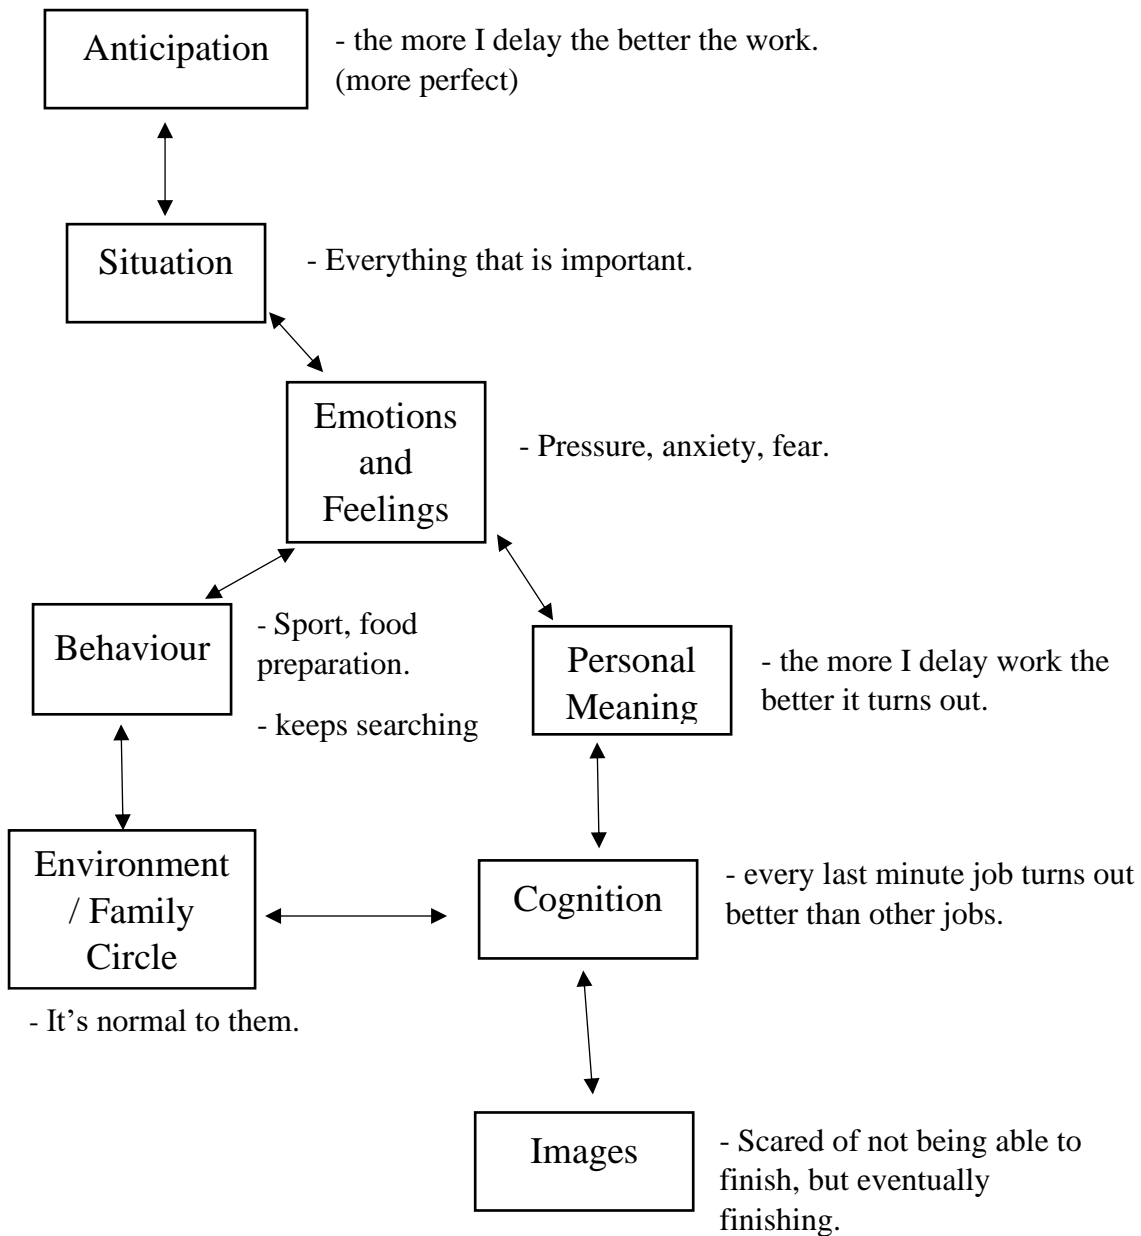 Anticipation
- the more I delay the better the work.
(more perfect)
Situation
- Everything that is important.
Emotions
and
Feelings
- Pressure, anxiety, fear.
Behaviour
- Sport, food
preparation.
- keeps searching
Personal
Meaning
- the more I delay work the
better it turns out.
Environment
/ Family
Circle
- It’s normal to them.
Cognition
- every last minute job turns out
better than other jobs.
Images
- Scared of not being able to
finish, but eventually
finishing.